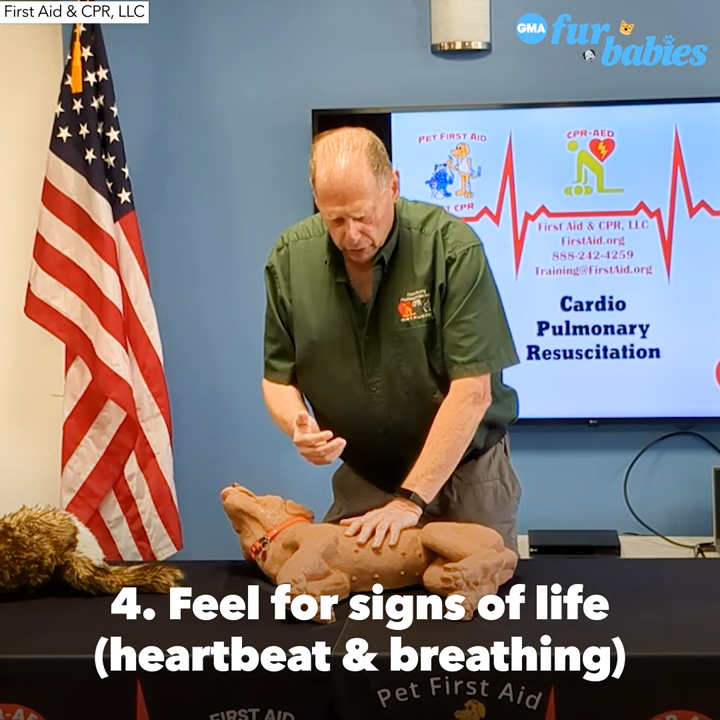 First Aid & CPR, LLC
GMA fur
babies
PET FIRST AID
CPR-AED
CPR
First Aid & CPR, LLC
FirstAid.org
888-242-4259
Training@FirstAid.org
Cardio
Pulmonary
Resuscitation
LG
4. Feel for signs of life
(heartbeat & breathing)
FIRST AID
Pet First Aid